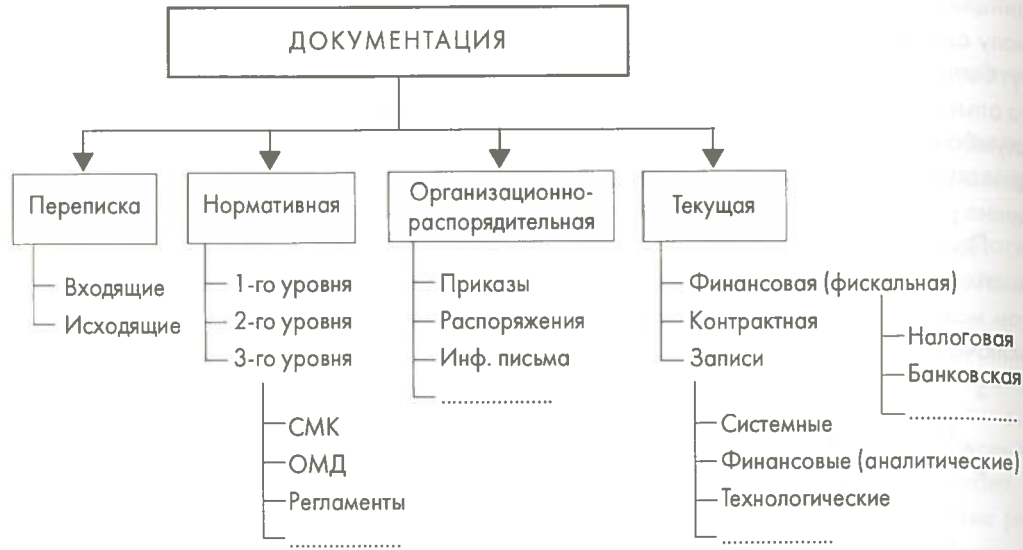 ДОКУМЕНТАЦИЯ
Переписка
Входящие
Исходящие
Нормативная
1-го уровня
2-го уровня
3-го уровня
СМК
ОМД
Регламенты
....................
Организационно-
распорядительная
Приказы
Распоряжения
Инф. письма
....................
Текущая
Финансовая (фискальная)
Налоговая
Банковская
....................
Контрактная
Записи
Системные
Финансовые (аналитические)
Технологические
....................